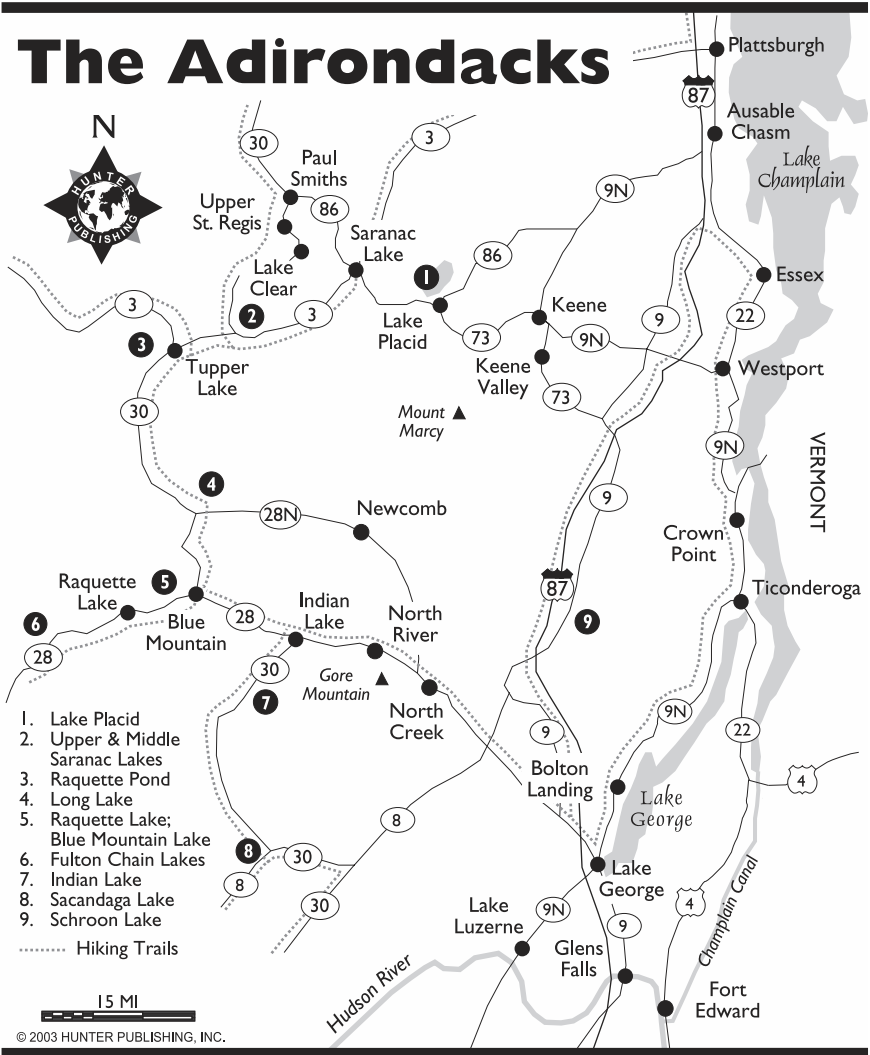 The Adirondacks
N
HUNTER
PUBLISHING
Plattsburgh
87
Ausable
Chasm
Lake
Champlain
30
3
Paul
Smiths
9N
Upper
St. Regis
86
Saranac
Lake
86
Lake
Clear
1
Essex
3
2
3
Lake
Placid
Keene
9
22
3
73
9N
Tupper
Lake
Keene
Valley
Westport
30
73
Mount
Marcy
9N
VERMONT
4
9
28N
Newcomb
Crown
Point
Raquette
Lake
5
87
Ticonderoga
6
Blue
Mountain
28
Indian
Lake
North
River
9
28
30
Gore
Mountain
7
North
Creek
9N
9
22
1. Lake Placid
2. Upper & Middle
Saranac Lakes
3. Raquette Pond
4. Long Lake
5. Raquette Lake;
Blue Mountain Lake
6. Fulton Chain Lakes
7. Indian Lake
8. Sacandaga Lake
9. Schroon Lake
Hiking Trails
Bolton
Landing
Lake
George
4
8
8
30
8
30
Lake
George
4
Champlain Canal
Lake
Luzerne
9N
9
Glens
Falls
Hudson River
Fort
Edward
15 MI
© 2003 HUNTER PUBLISHING, INC.